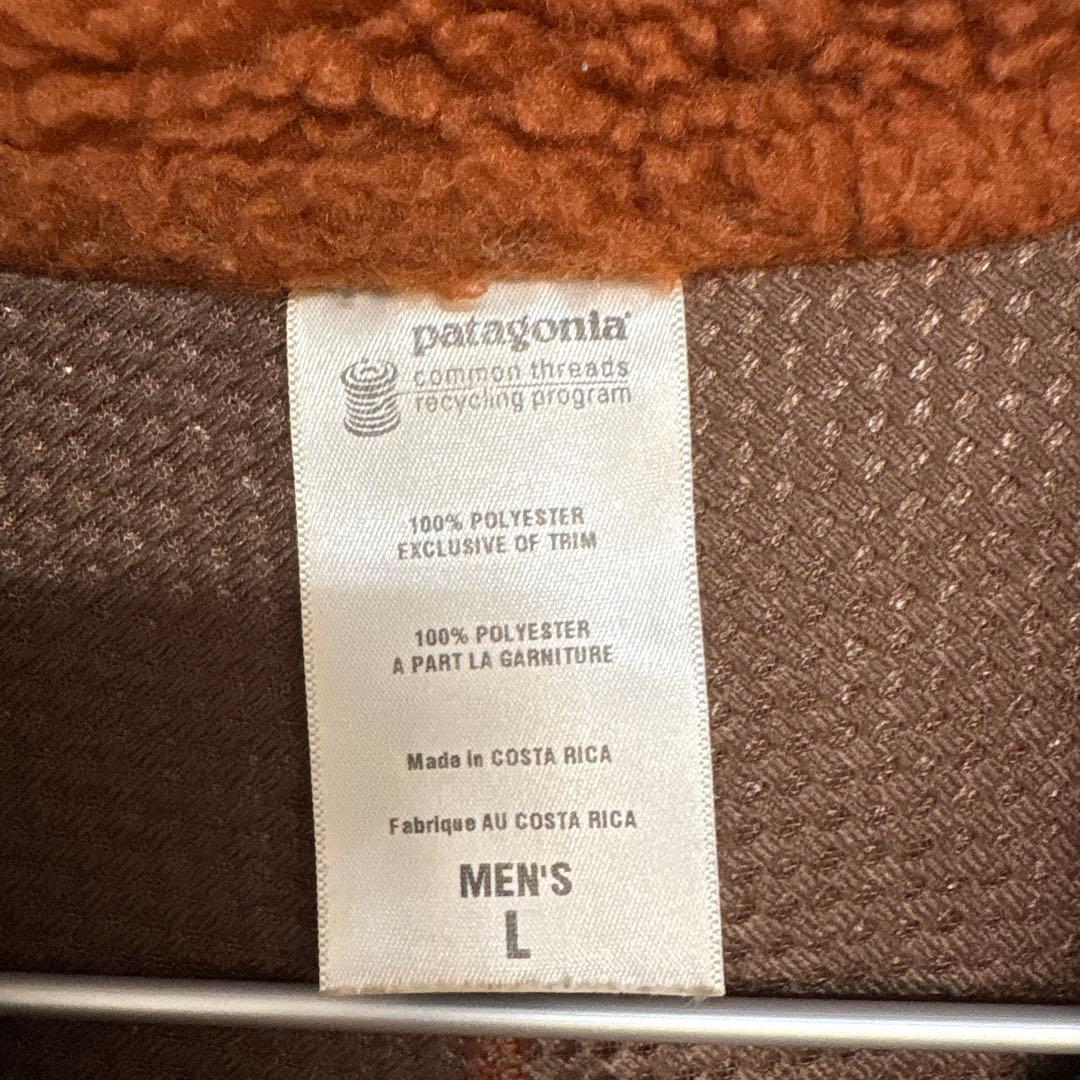 patagonia®
common threads
recycling program
100% POLYESTER
EXCLUSIVE OF TRIM
100% POLYESTER
A PART LA GARNITURE
Made in COSTA RICA
Fabrique AU COSTA RICA
MEN'S
L